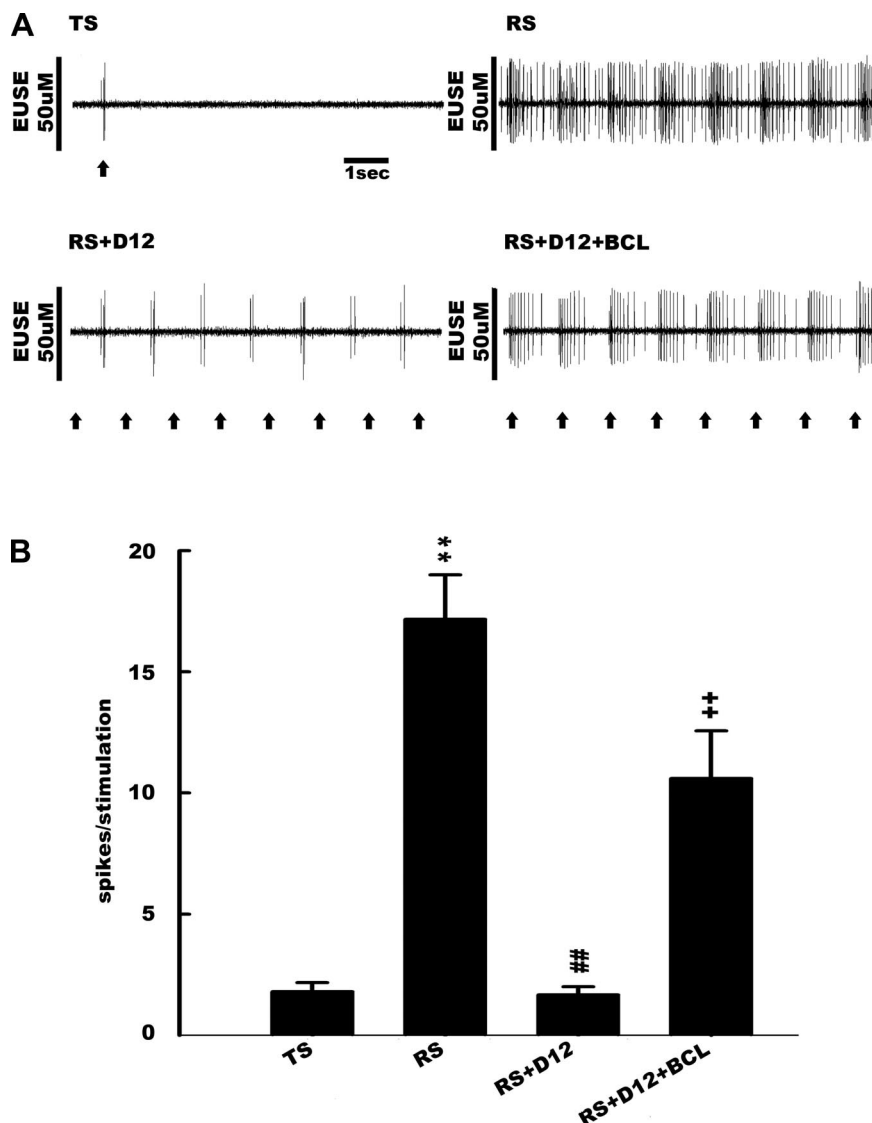 A
TS
RS
EUSE
50uM
EUSE
50uM
1sec
RS+D12
RS+D12+BCL
EUSE
50uM
EUSE
50uM
B
spikes/stimulation
20
15
10
5
0
**
##
‡‡
TS
RS
RS+D12
RS+D12+BCL